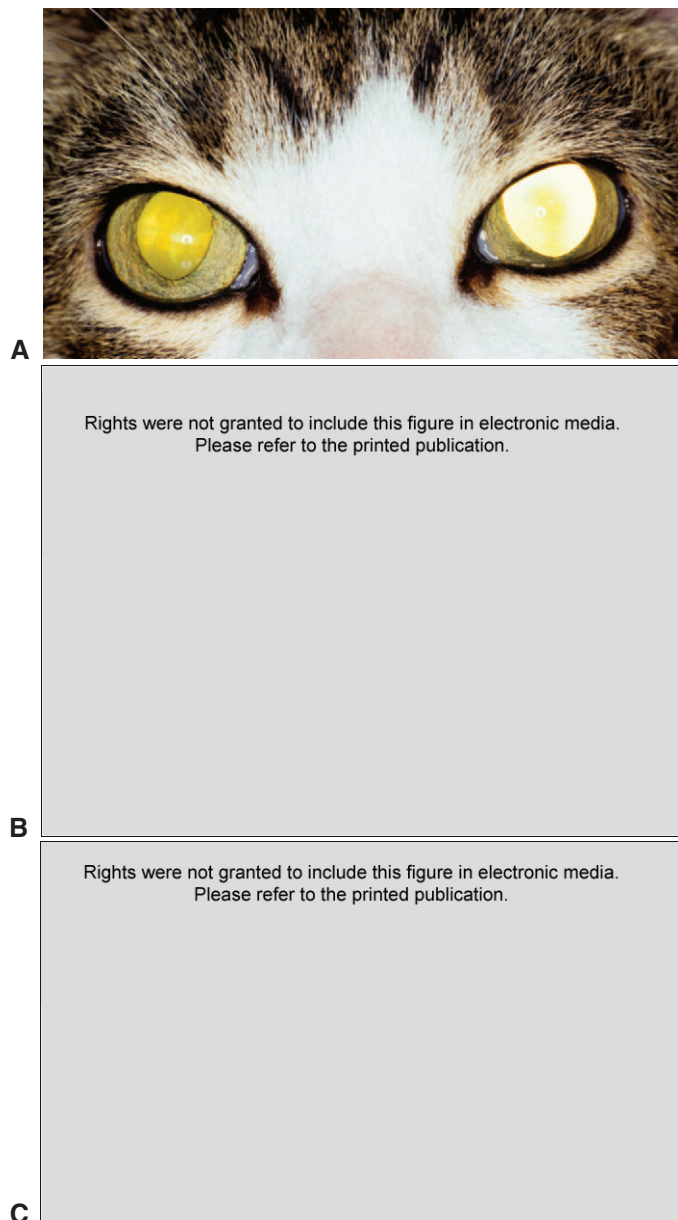 A
Rights were not granted to include this figure in electronic media.
Please refer to the printed publication.
B
Rights were not granted to include this figure in electronic media.
Please refer to the printed publication.
C